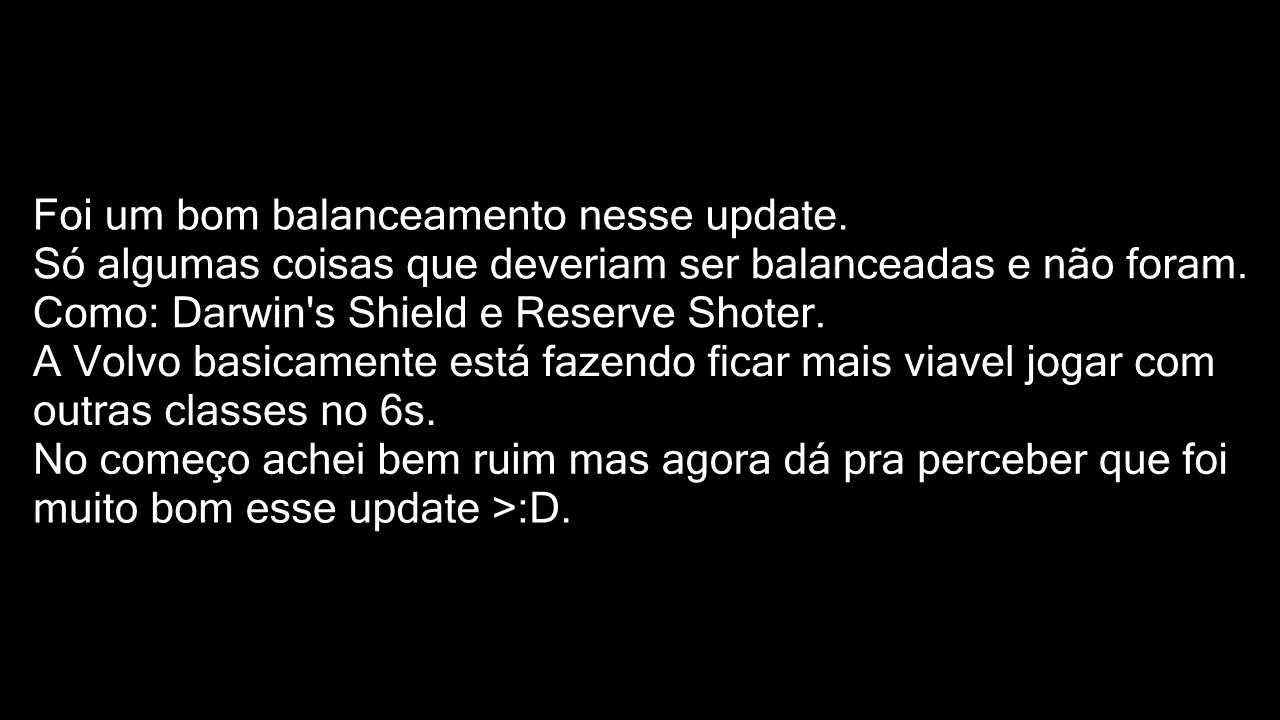 Foi um bom balanceamento nesse update.
Só algumas coisas que deveriam ser balanceadas e não foram.
Como: Darwin's Shield e Reserve Shoter.
A Volvo basicamente está fazendo ficar mais viavel jogar com
outras classes no 6s.
No começo achei bem ruim mas agora dá pra perceber que foi
muito bom esse update >:D.